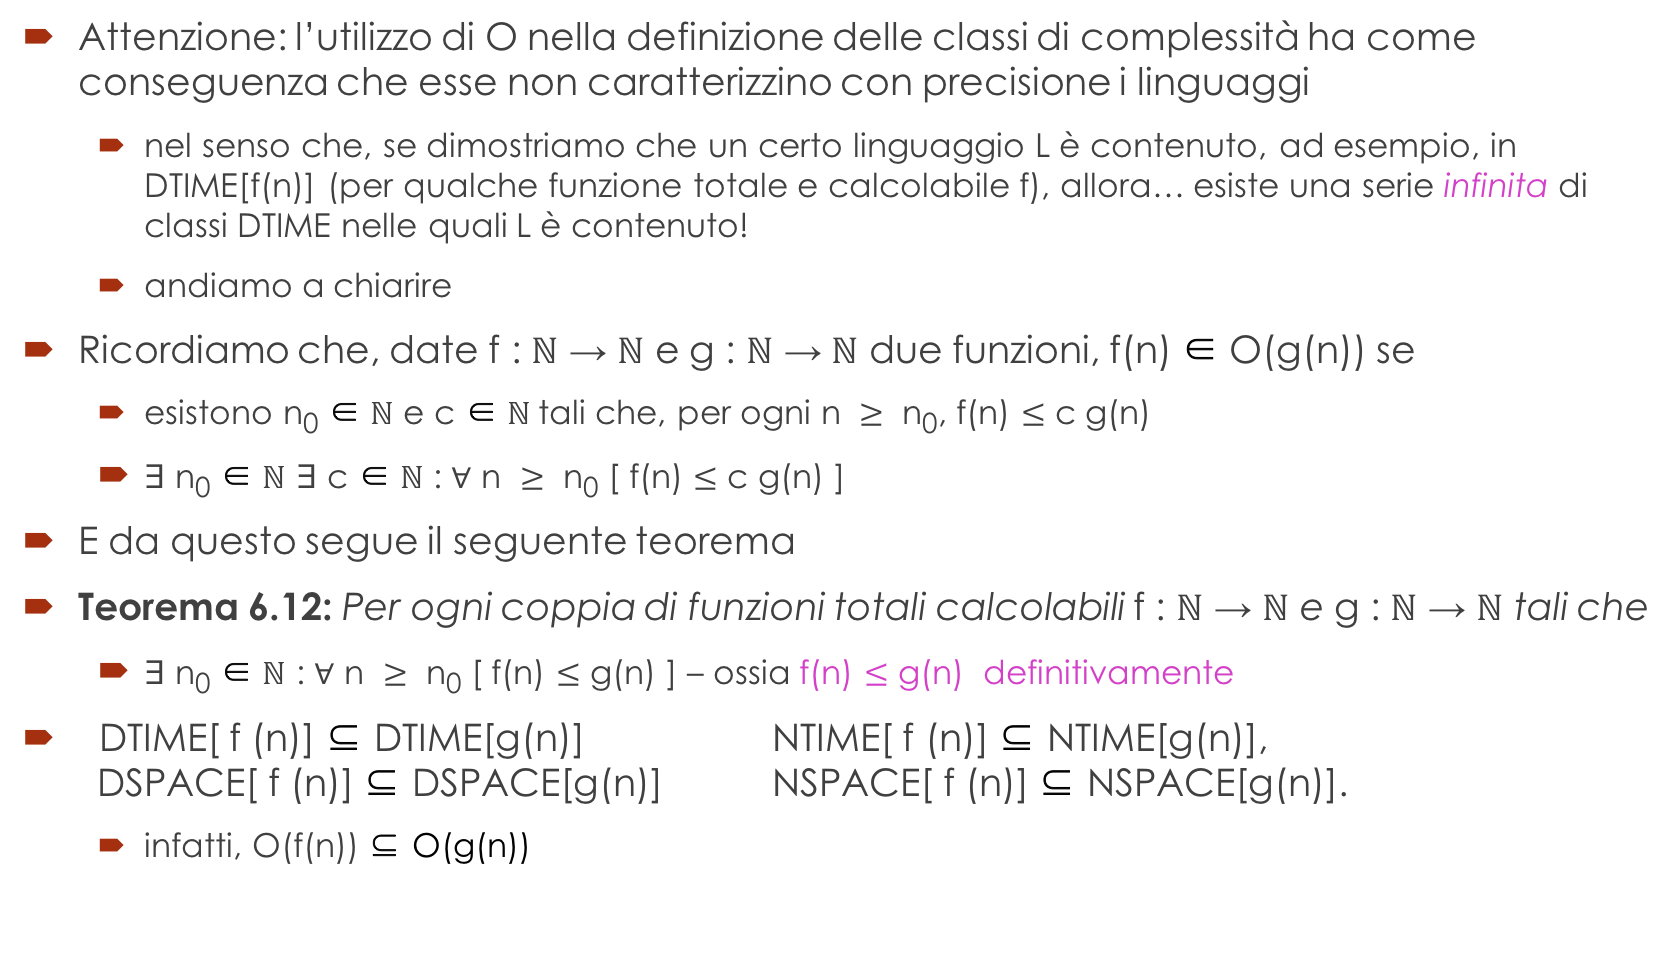 Attenzione: l’utilizzo di O nella definizione delle classi di complessità ha come
conseguenza che esse non caratterizzino con precisione i linguaggi
nel senso che, se dimostriamo che un certo linguaggio L è contenuto, ad esempio, in
DTIME[f(n)] (per qualche funzione totale e calcolabile f), allora… esiste una serie infinita di
classi DTIME nelle quali L è contenuto!
andiamo a chiarire
Ricordiamo che, date f : ℕ → ℕ e g : ℕ → ℕ due funzioni, f(n) ∈ O(g(n)) se
esistono n₀ ∈ ℕ e c ∈ ℕ tali che, per ogni n ≥ n₀, f(n) ≤ c g(n)
∃ n₀ ∈ ℕ ∃ c ∈ ℕ : ∀ n ≥ n₀ [ f(n) ≤ c g(n) ]
E da questo segue il seguente teorema
Teorema 6.12: Per ogni coppia di funzioni totali calcolabili f : ℕ → ℕ e g : ℕ → ℕ tali che
∃ n₀ ∈ ℕ : ∀ n ≥ n₀ [ f(n) ≤ g(n) ] – ossia f(n) ≤ g(n) definitivamente
DTIME[ f (n)] ⊆ DTIME[g(n)] NTIME[ f (n)] ⊆ NTIME[g(n)],
DSPACE[ f (n)] ⊆ DSPACE[g(n)] NSPACE[ f (n)] ⊆ NSPACE[g(n)].
infatti, O(f(n)) ⊆ O(g(n))